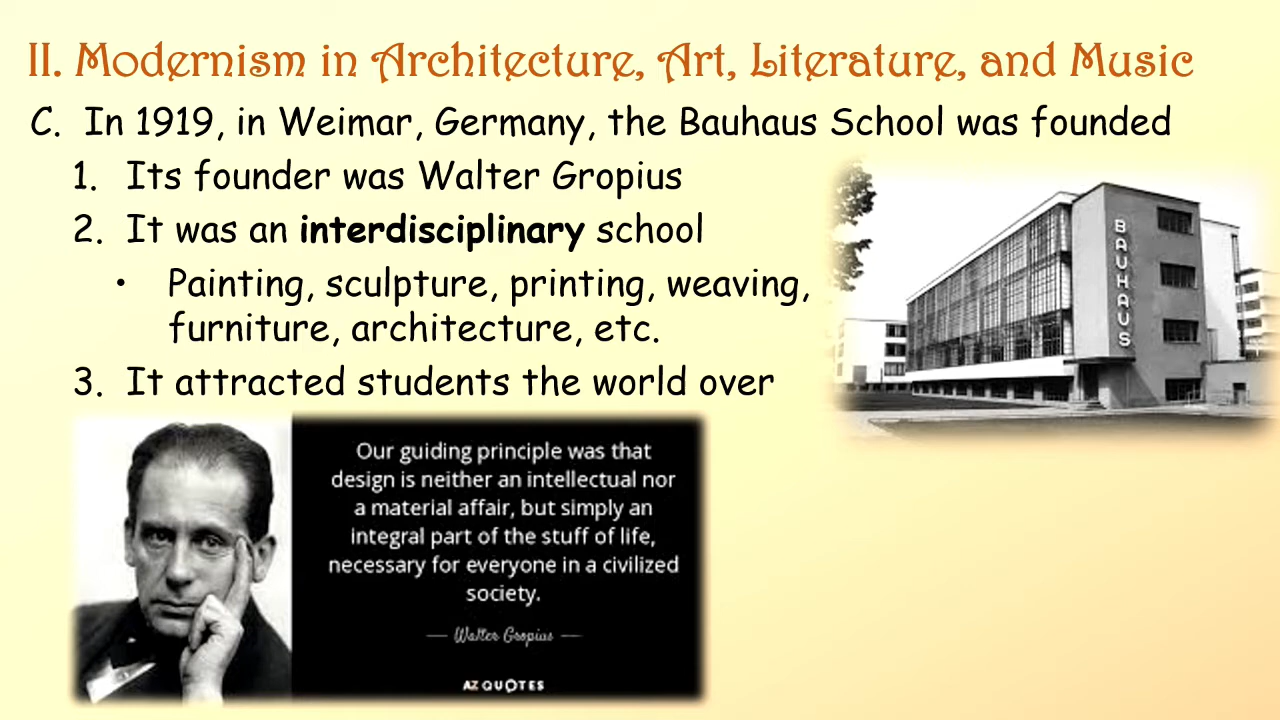 II. Modernism in Architecture, Art, Literature, and Music
C. In 1919, in Weimar, Germany, the Bauhaus School was founded
1. Its founder was Walter Gropius
2. It was an interdisciplinary school
• Painting, sculpture, printing, weaving,
furniture, architecture, etc.
3. It attracted students the world over
BAUHAUS
Our guiding principle was that
design is neither an intellectual nor
a material affair, but simply an
integral part of the stuff of life,
necessary for everyone in a civilized
society.
— Walter Gropius —
AZ QUOTES